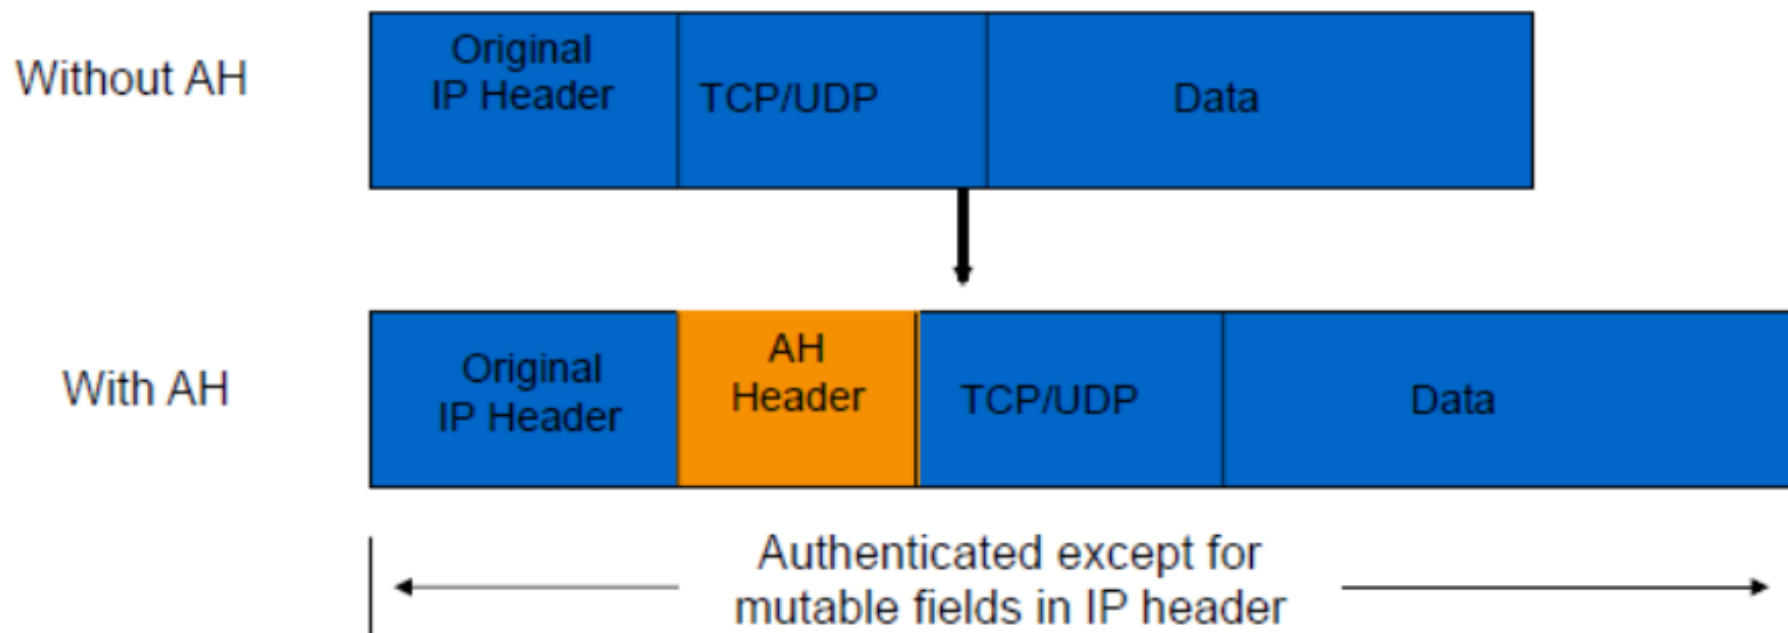 Without AH
Original
IP Header
TCP/UDP
Data
With AH
Original
IP Header
AH
Header
TCP/UDP
Data
Authenticated except for
mutable fields in IP header